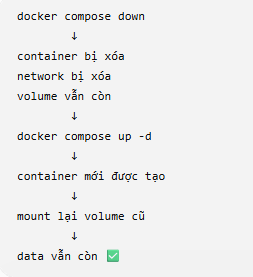 docker compose down
↓
container bị xóa
network bị xóa
volume vẫn còn
↓
docker compose up -d
↓
container mới được tạo
↓
mount lại volume cũ
↓
data vẫn còn ✅